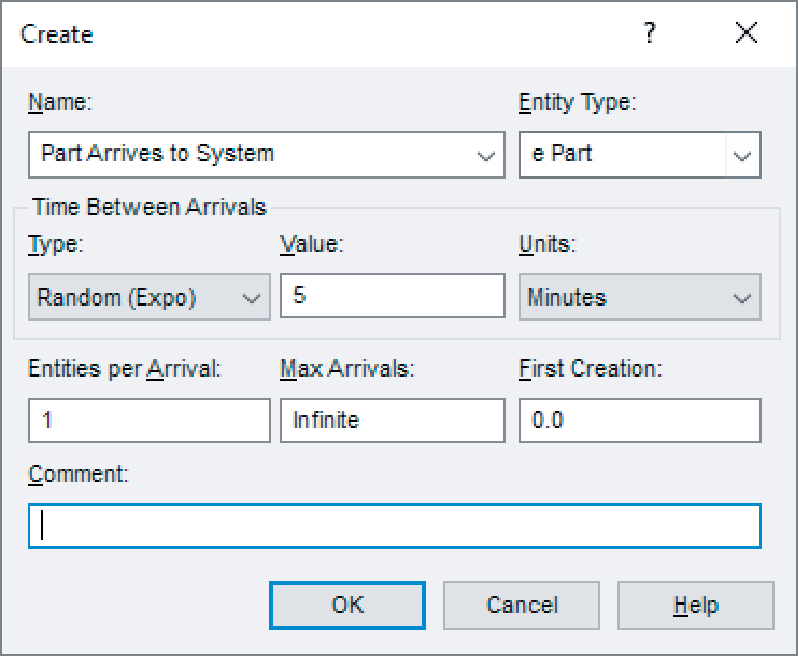 Create ?
Name: Entity Type:
Part Arrives to System e Part
Time Between Arrivals
Type: Value: Units:
Random (Expo) 5 Minutes
Entities per Arrival: Max Arrivals: First Creation:
1 Infinite 0.0
Comment:
OK Cancel Help